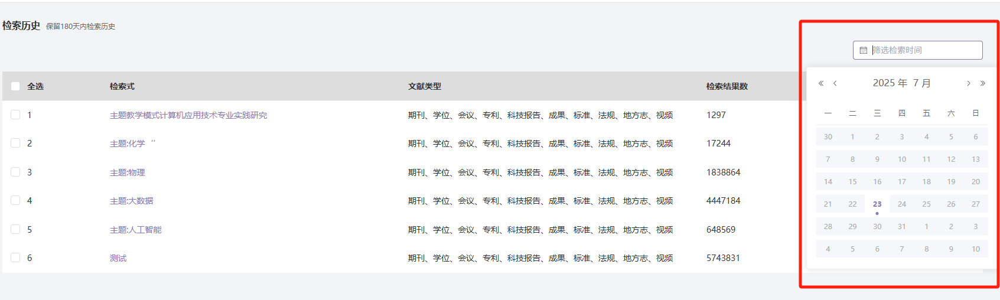 检索历史 保留180天内检索历史
筛选检索时间
全选 检索式 文献类型 检索结果数
1 主题教学模式计算机应用技术专业实践研究 期刊、学位、会议、专利、科技报告、成果、标准、法规、地方志、视频 1297
2 主题:化学 ‘’ 期刊、学位、会议、专利、科技报告、成果、标准、法规、地方志、视频 17244
3 主题:物理 期刊、学位、会议、专利、科技报告、成果、标准、法规、地方志、视频 1838864
4 主题:大数据 期刊、学位、会议、专利、科技报告、成果、标准、法规、地方志、视频 4447184
5 主题:人工智能 期刊、学位、会议、专利、科技报告、成果、标准、法规、地方志、视频 648569
6 测试 期刊、学位、会议、专利、科技报告、成果、标准、法规、地方志、视频 5743831
2025 年 7 月
一 二 三 四 五 六 日
30 1 2 3 4 5 6
7 8 9 10 11 12 13
14 15 16 17 18 19 20
21 22 23 24 25 26 27
28 29 30 31 1 2 3
4 5 6 7 8 9 10